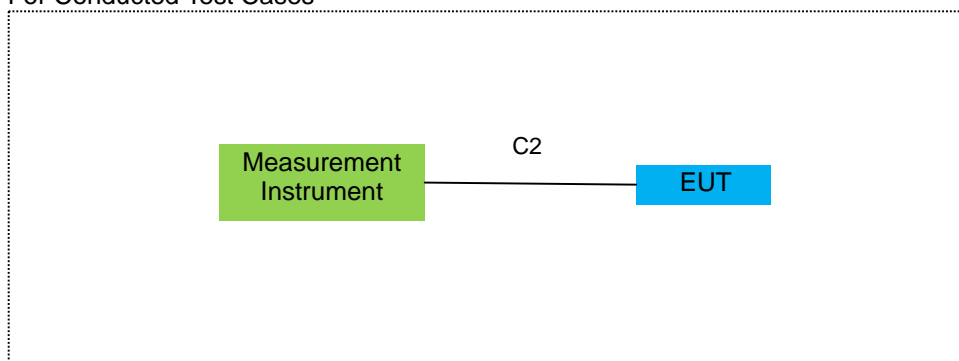 For Conducted Test Cases
C2
Measurement
Instrument
EUT